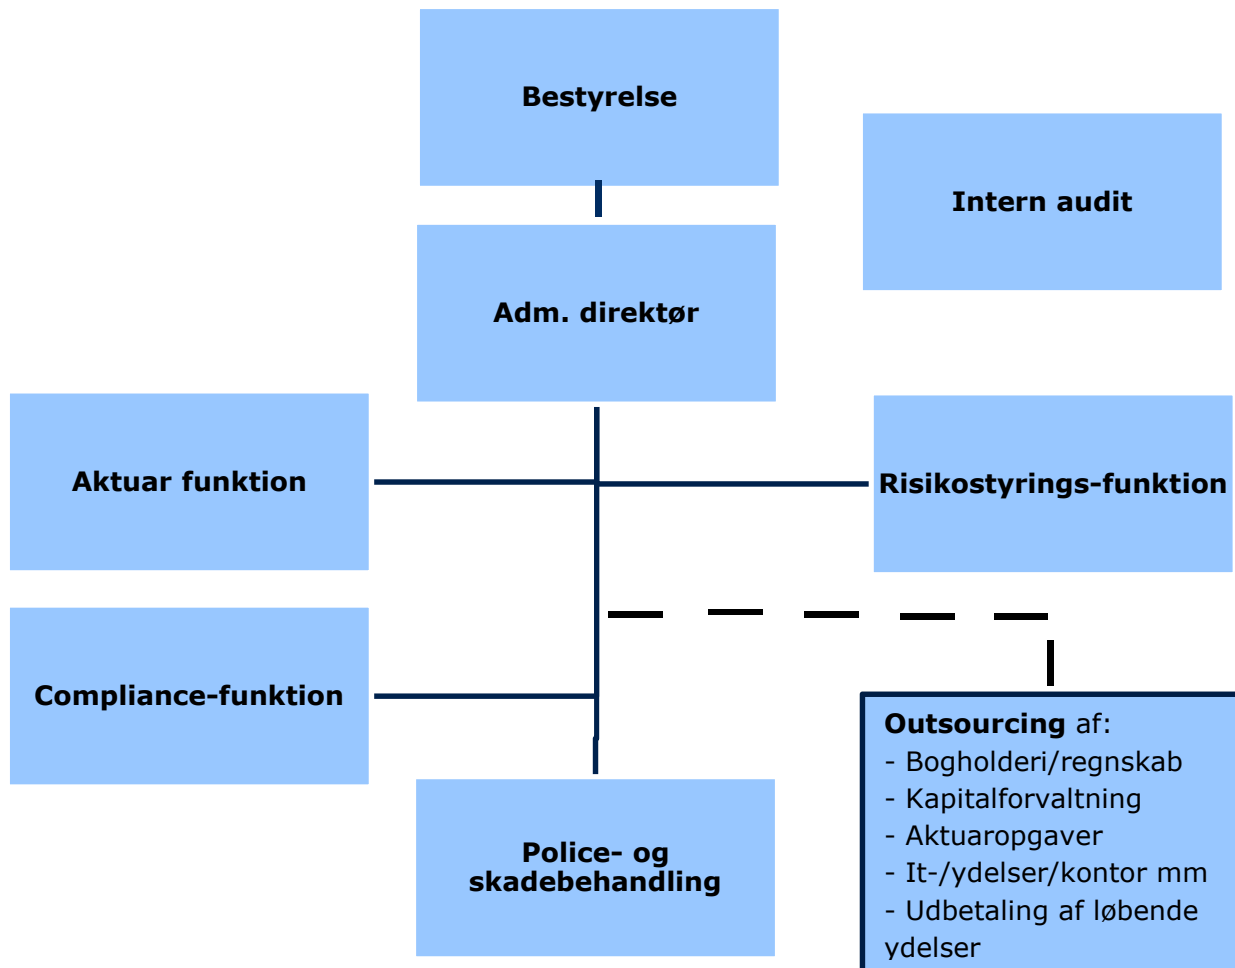 Bestyrelse
Intern audit
Adm. direktør
Aktuar funktion
Risikostyrings-funktion
Compliance-funktion
Police- og
skadebehandling
Outsourcing af:
- Bogholderi/regnskab
- Kapitalforvaltning
- Aktuaropgaver
- It-/ydelser/kontor mm
- Udbetaling af løbende
ydelser